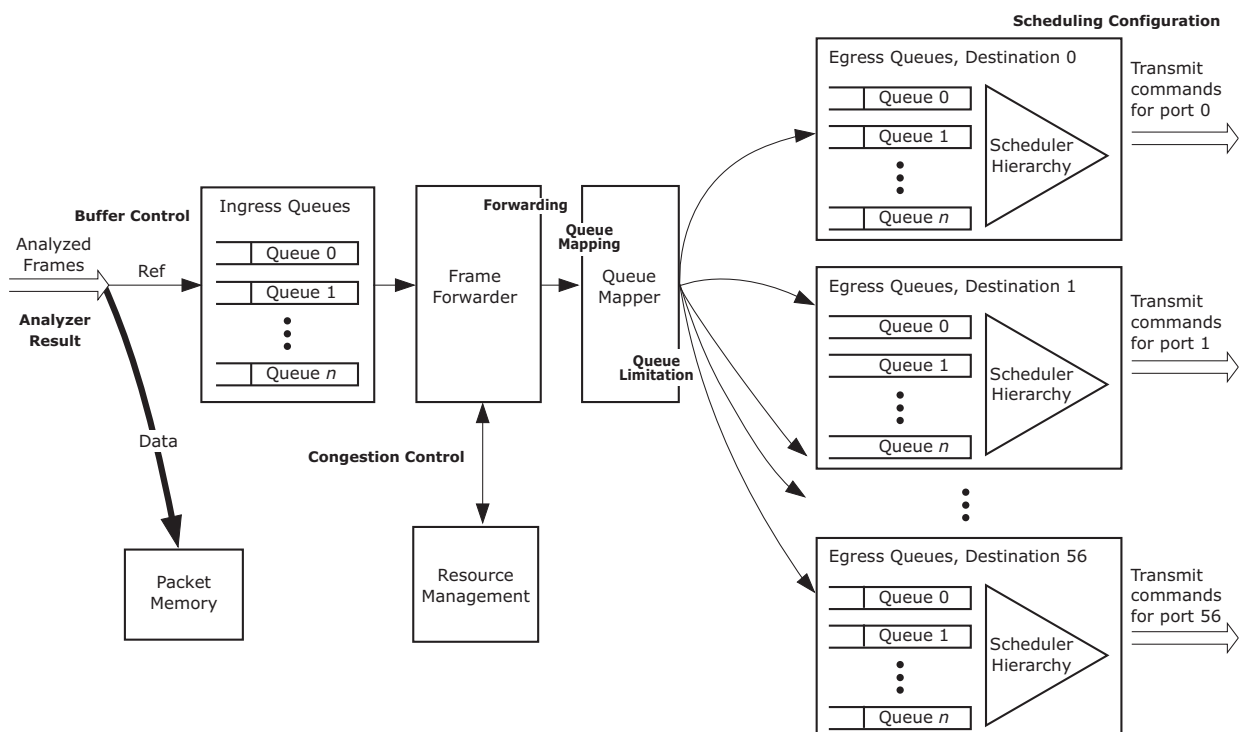 Scheduling Configuration
Egress Queues, Destination 0
Queue 0
Queue 1
Queue n
Scheduler
Hierarchy
Transmit
commands
for port 0
Buffer Control
Analyzed
Frames
Ref
Analyzer
Result
Data
Packet
Memory
Ingress Queues
Queue 0
Queue 1
Queue n
Frame
Forwarder
Forwarding
Congestion Control
Resource
Management
Queue
Mapping
Queue
Mapper
Queue
Limitation
Egress Queues, Destination 1
Queue 0
Queue 1
Queue n
Scheduler
Hierarchy
Transmit
commands
for port 1
Egress Queues, Destination 56
Queue 0
Queue 1
Queue n
Scheduler
Hierarchy
Transmit
commands
for port 56